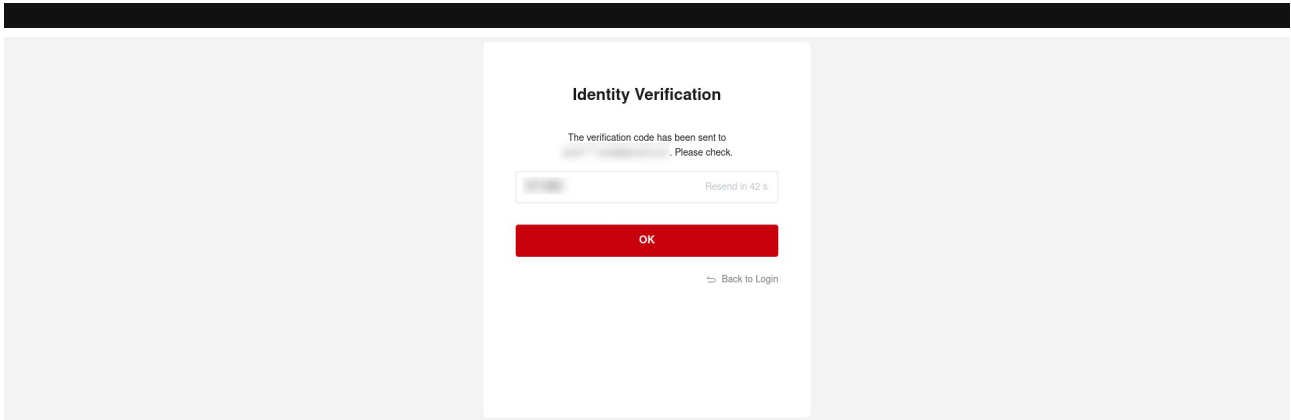 Identity Verification
The verification code has been sent to
. Please check.
Resend in 42 s
OK
Back to Login